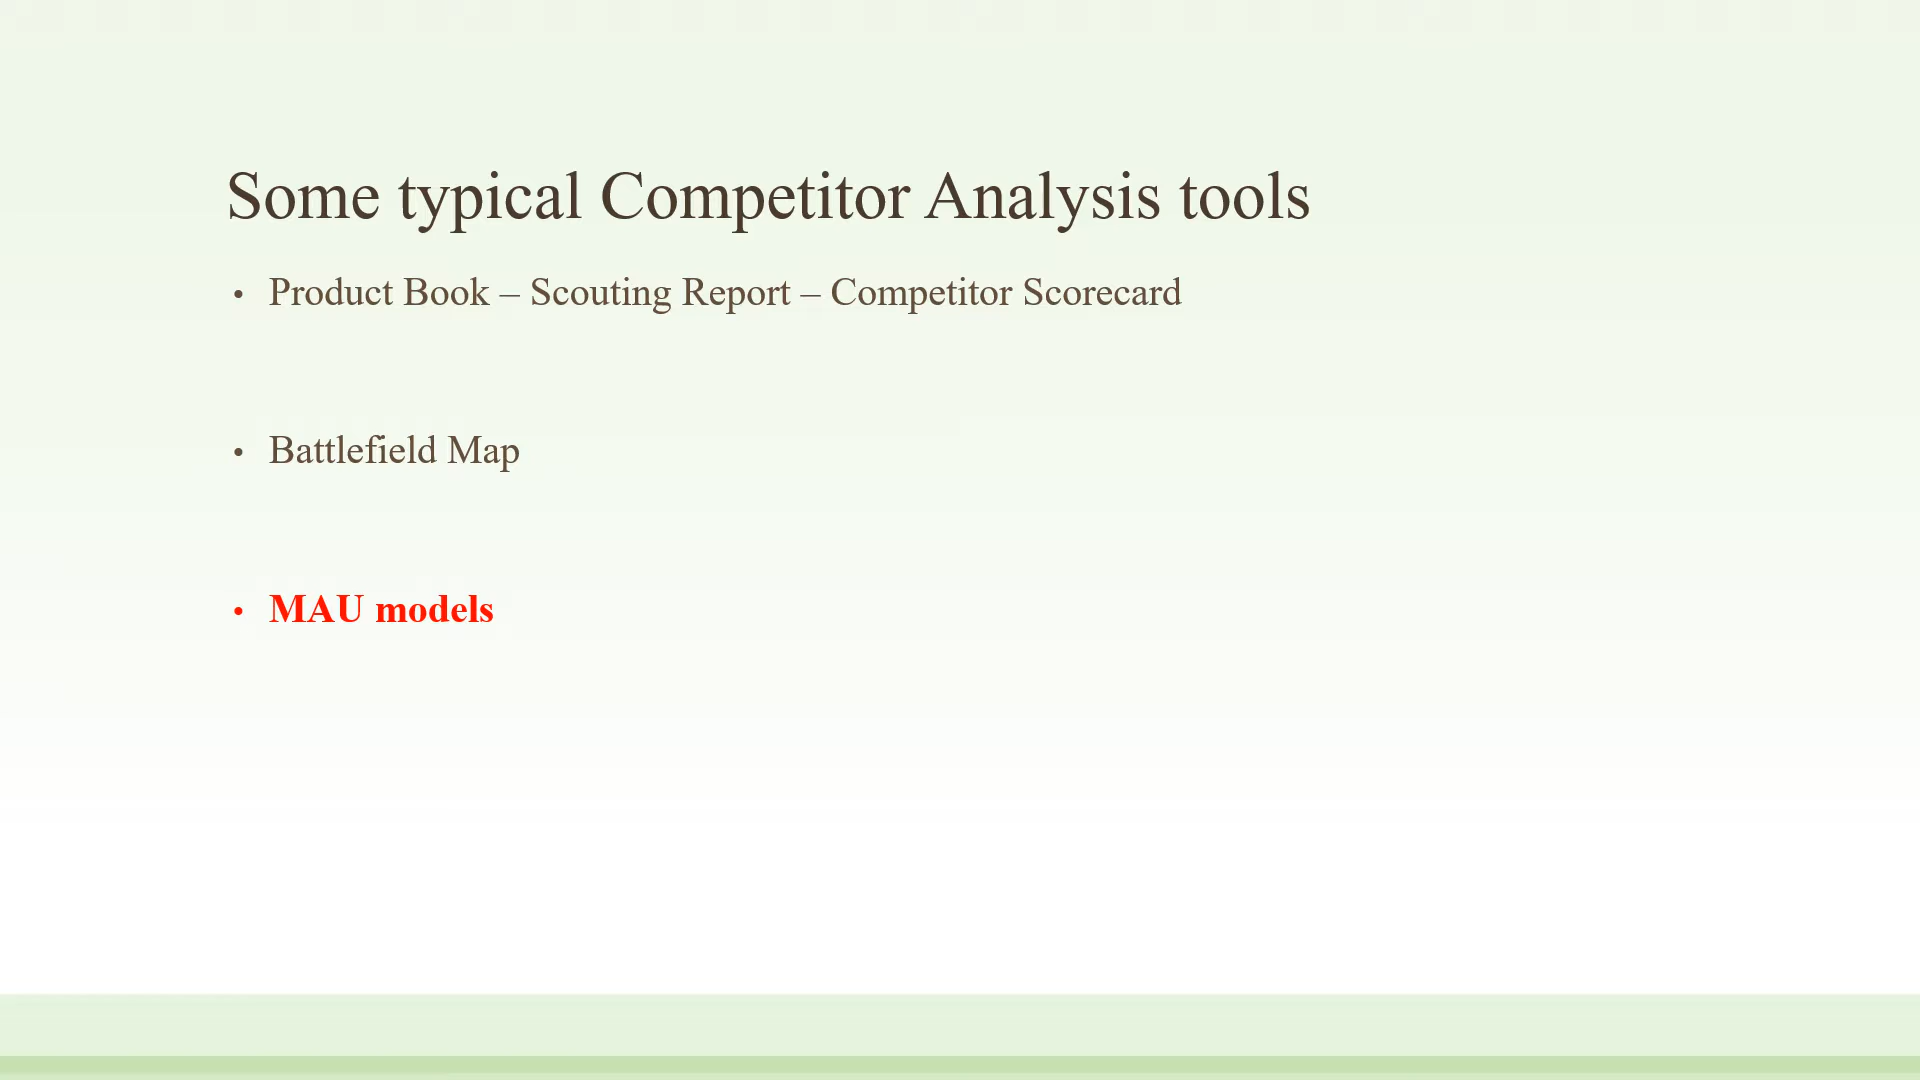 Some typical Competitor Analysis tools
• Product Book – Scouting Report – Competitor Scorecard
• Battlefield Map
• MAU models